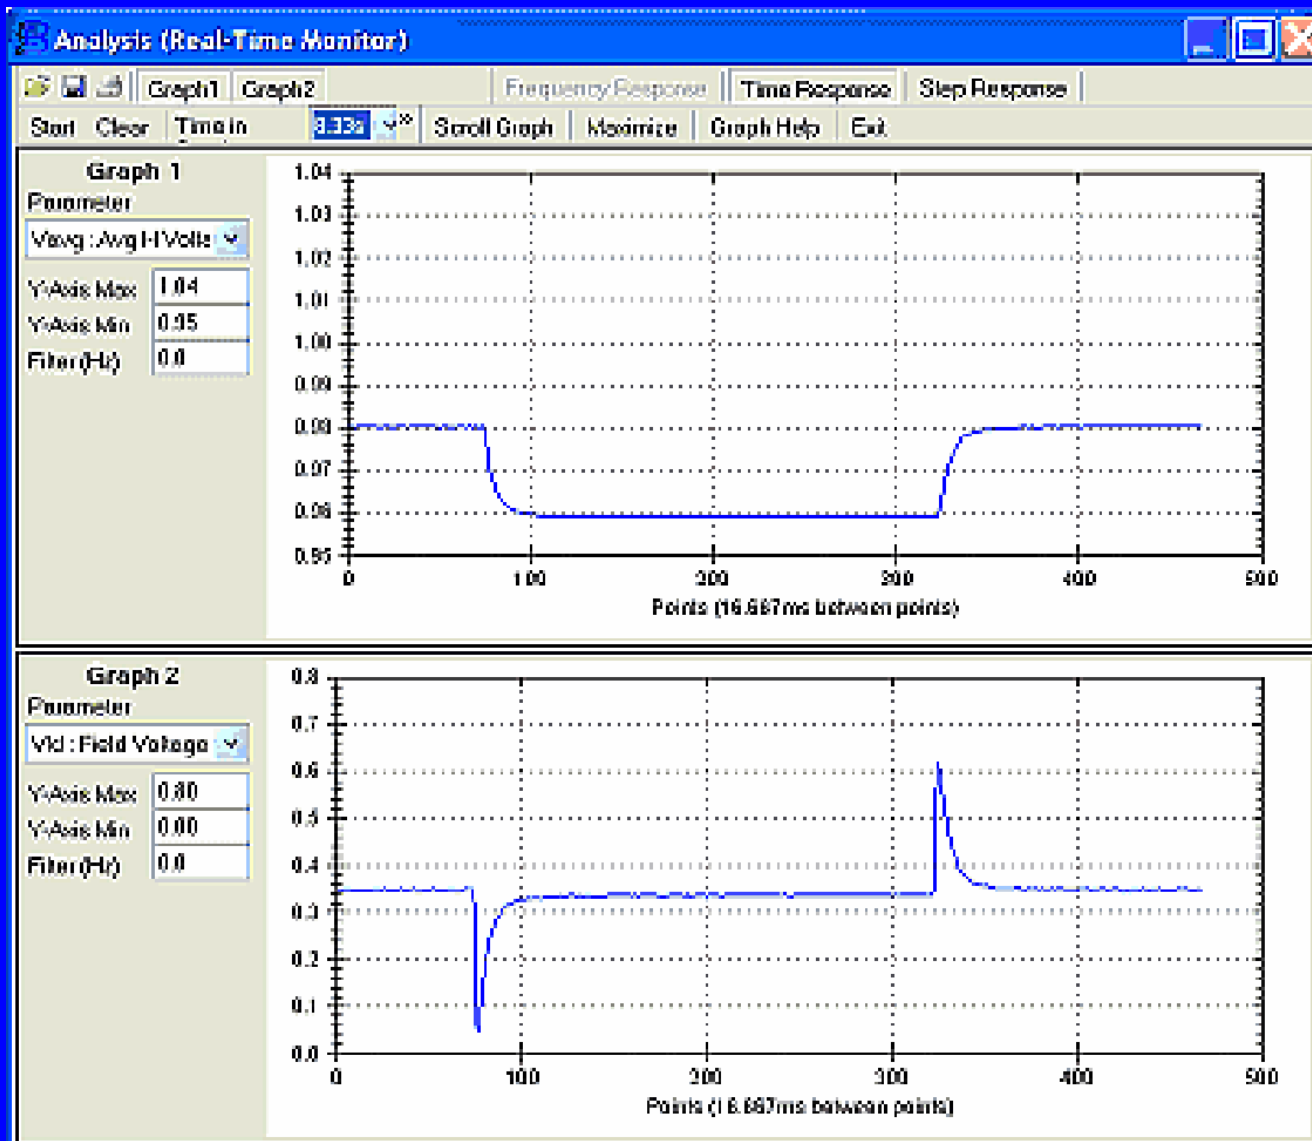 Analysis (Real-Time Monitor)
Graph1 Graph2 Frequency Response Time Response Step Response
Start Clear Time in Scroll Graph Maximize Graph Help Exit
Graph 1
Parameter
Vavg : Avg H Volta
Y-Axis Max 1.04
Y-Axis Min 0.95
Filter (Hz) 0.0
1.04
1.03
1.02
1.01
1.00
0.99
0.98
0.97
0.96
0.95
0 100 200 300 400 500
Points (16.667ms between points)
Graph 2
Parameter
Vfd : Field Voltage
Y-Axis Max 0.80
Y-Axis Min 0.00
Filter (Hz) 0.0
0.8
0.7
0.6
0.5
0.4
0.3
0.2
0.1
0.0
0 100 200 300 400 500
Points (16.667ms between points)